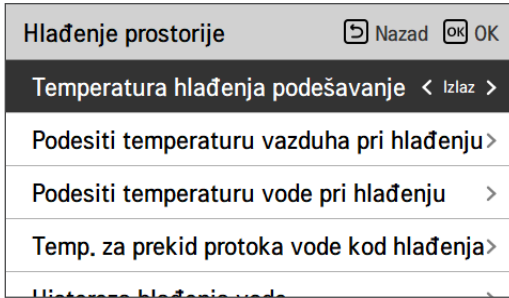 Hlađenje prostorije Nazad OK OK
Temperatura hlađenja podešavanje < Izlaz >
Podesiti temperaturu vazduha pri hlađenju >
Podesiti temperaturu vode pri hlađenju >
Temp. za prekid protoka vode kod hlađenja >